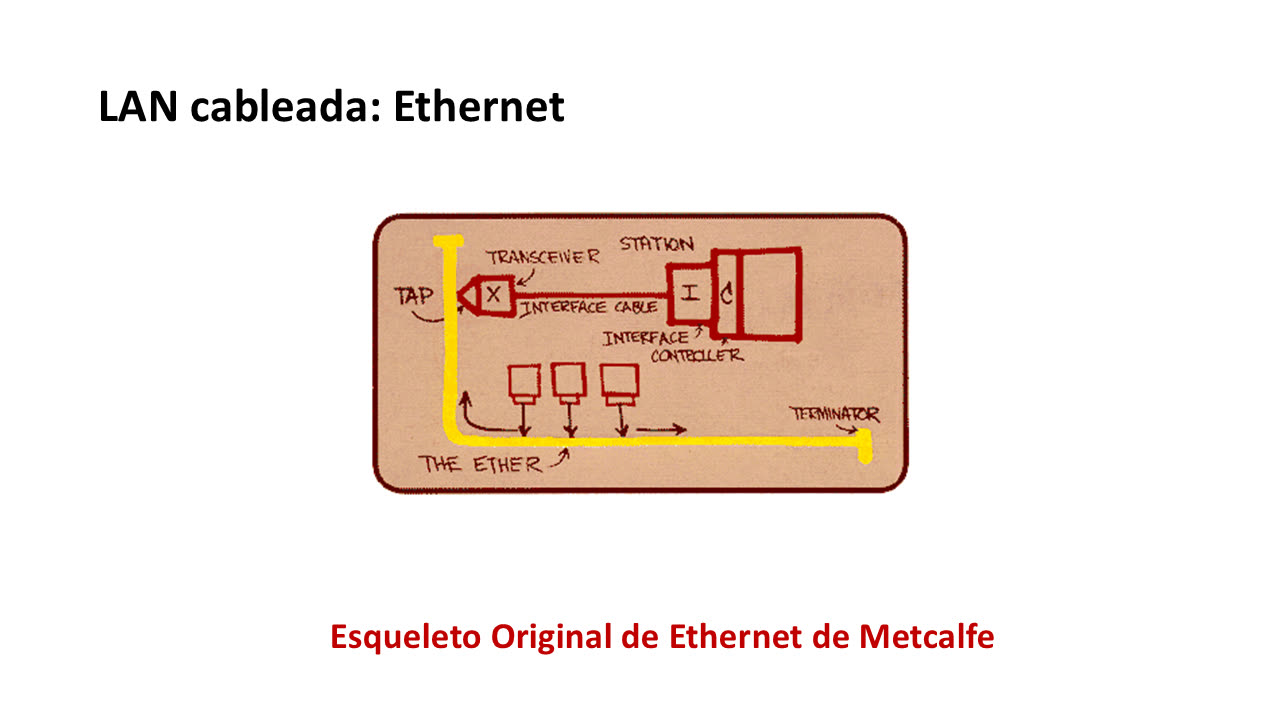 LAN cableada: Ethernet
STATION
TRANSCEIVER
TAP
X
I
C
INTERFACE CABLE
INTERFACE
CONTROLLER
TERMINATOR
THE ETHER
Esqueleto Original de Ethernet de Metcalfe